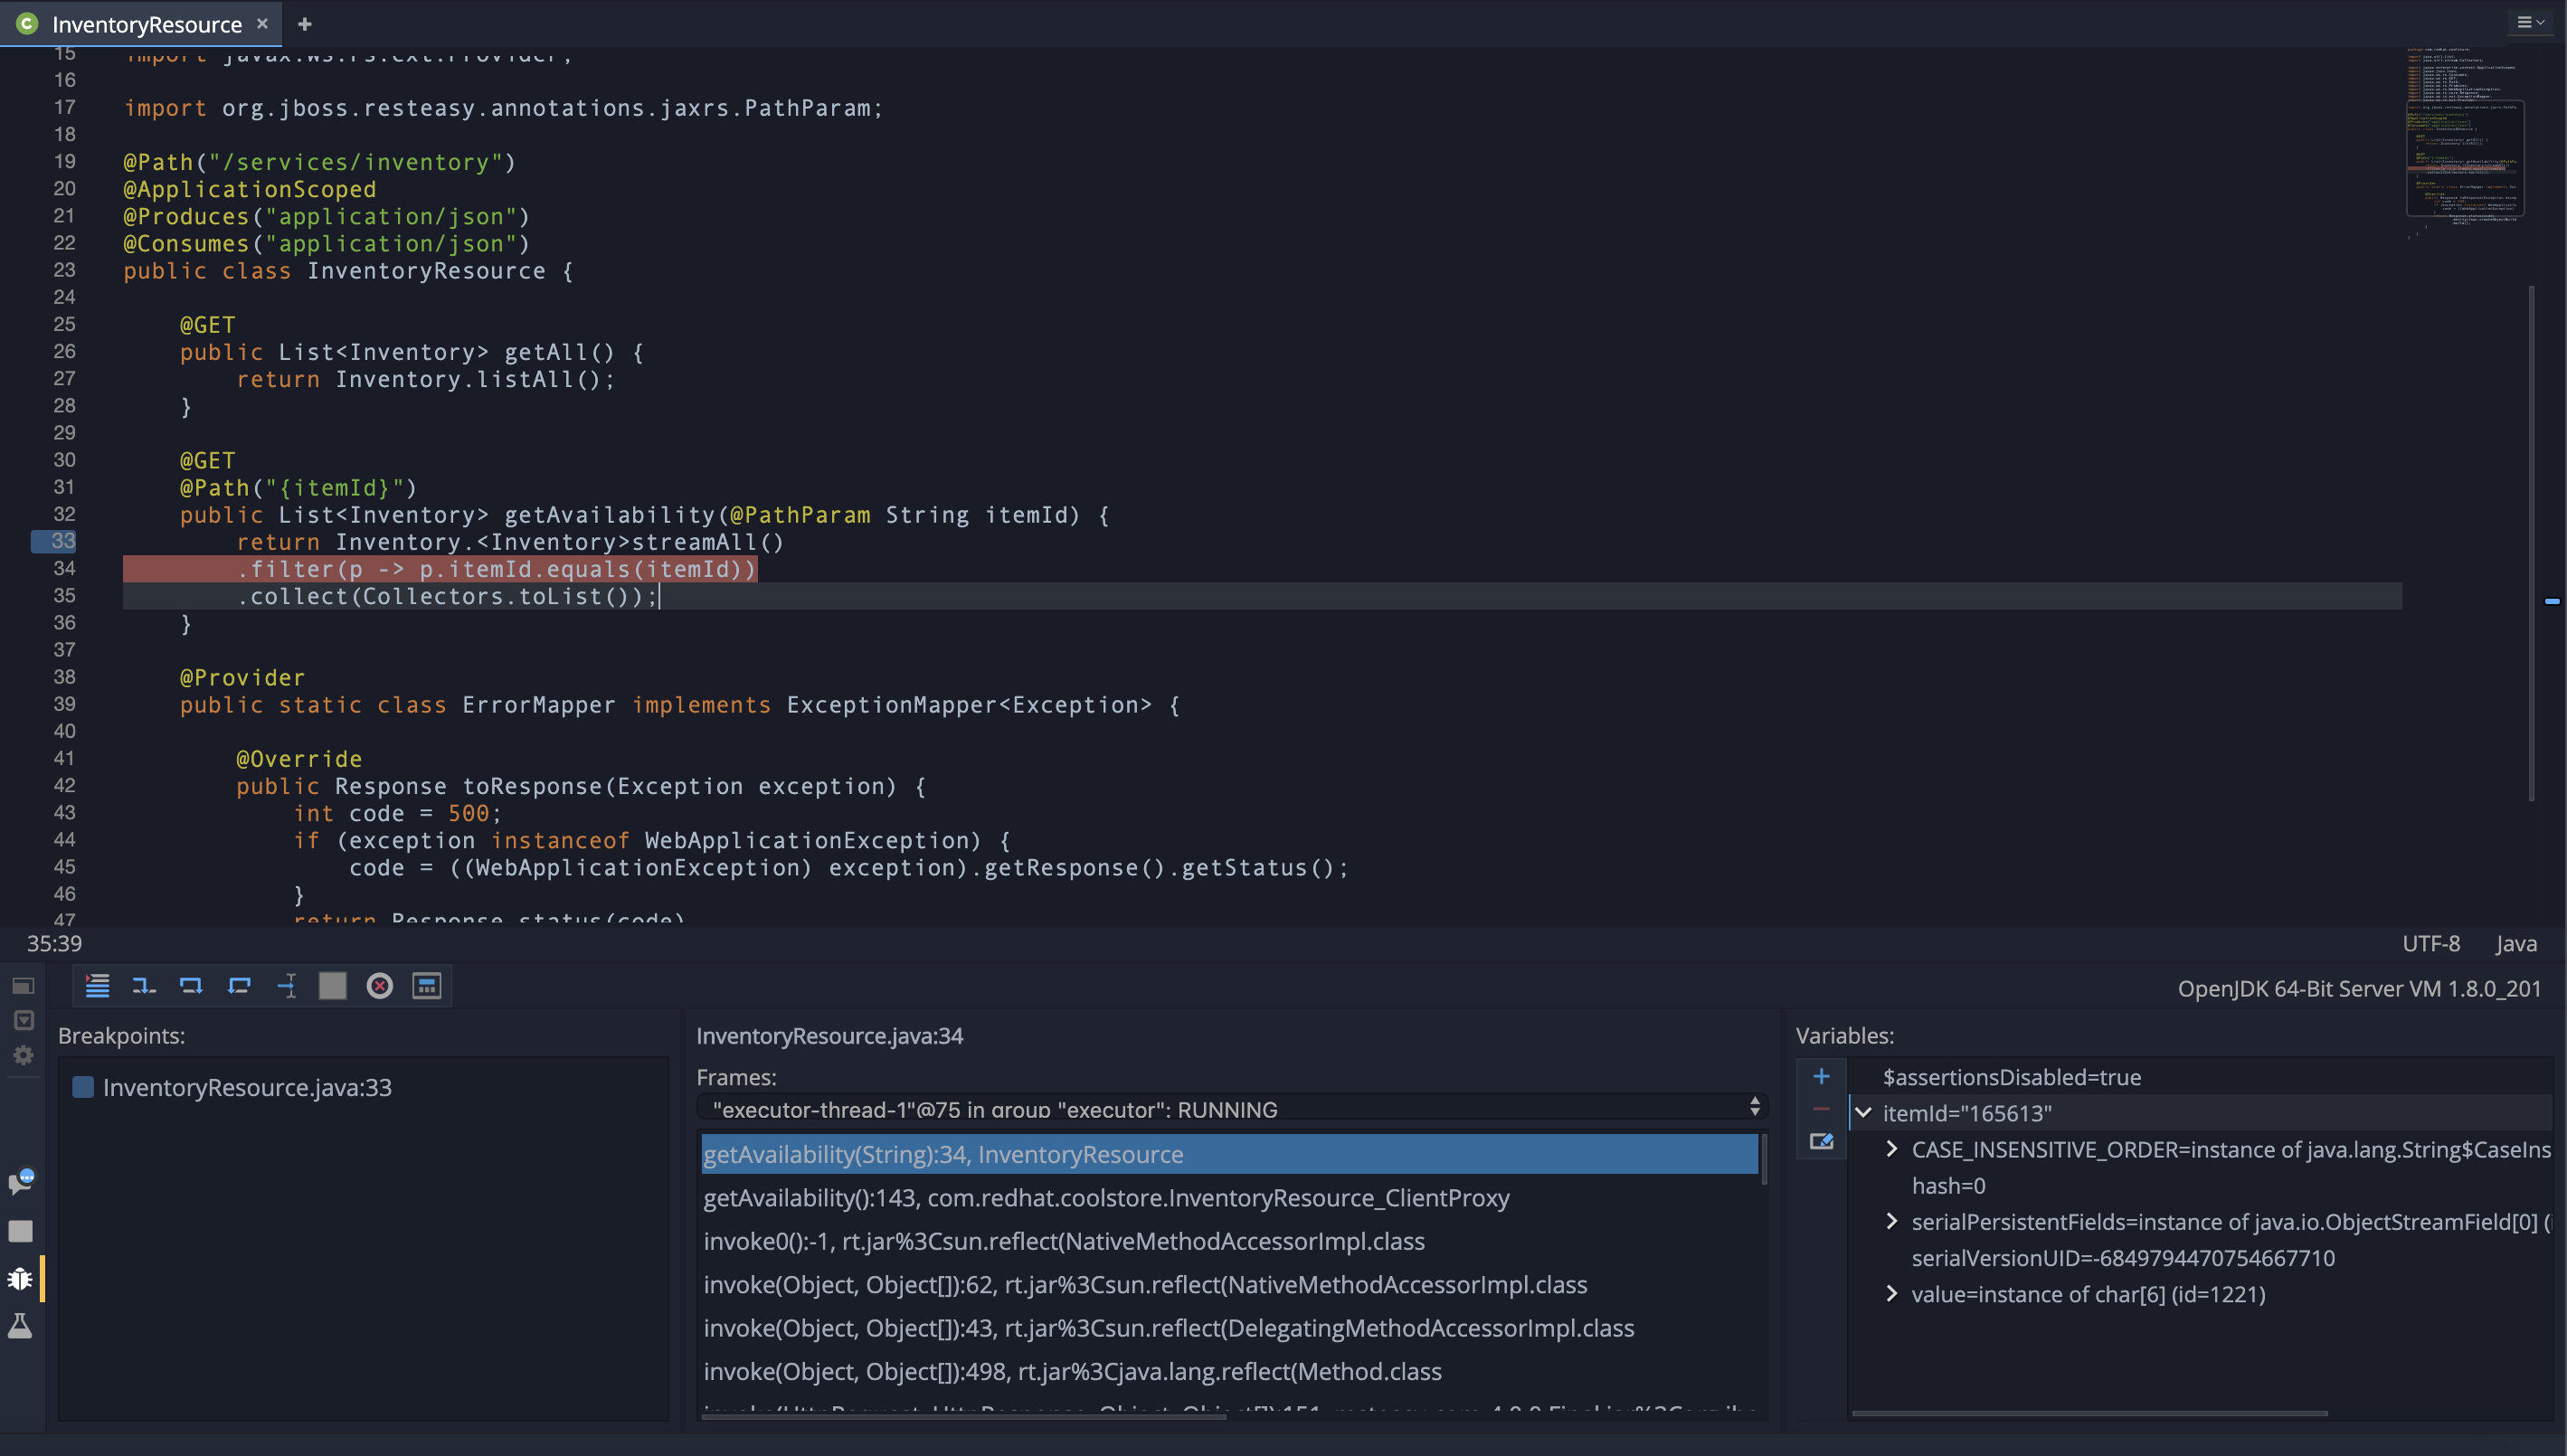 InventoryResource
15 import javax.ws.rs.ext.Provider;
16
17 import org.jboss.resteasy.annotations.jaxrs.PathParam;
18
19 @Path("/services/inventory")
20 @ApplicationScoped
21 @Produces("application/json")
22 @Consumes("application/json")
23 public class InventoryResource {
24
25 @GET
26 public List<Inventory> getAll() {
27 return Inventory.listAll();
28 }
29
30 @GET
31 @Path("{itemId}")
32 public List<Inventory> getAvailability(@PathParam String itemId) {
33 return Inventory.<Inventory>streamAll()
34 .filter(p -> p.itemId.equals(itemId))
35 .collect(Collectors.toList());
36 }
37
38 @Provider
39 public static class ErrorMapper implements ExceptionMapper<Exception> {
40
41 @Override
42 public Response toResponse(Exception exception) {
43 int code = 500;
44 if (exception instanceof WebApplicationException) {
45 code = ((WebApplicationException) exception).getResponse().getStatus();
46 }
47 return Response.status(code)
35:39 UTF-8 Java
OpenJDK 64-Bit Server VM 1.8.0_201
Breakpoints:
InventoryResource.java:33
InventoryResource.java:34
Frames:
"executor-thread-1"@75 in group "executor": RUNNING
getAvailability(String):34, InventoryResource
getAvailability():143, com.redhat.coolstore.InventoryResource_ClientProxy
invoke0():-1, rt.jar%3Csun.reflect(NativeMethodAccessorImpl.class
invoke(Object, Object[]):62, rt.jar%3Csun.reflect(NativeMethodAccessorImpl.class
invoke(Object, Object[]):43, rt.jar%3Csun.reflect(DelegatingMethodAccessorImpl.class
invoke(Object, Object[]):498, rt.jar%3Cjava.lang.reflect(Method.class
Variables:
$assertionsDisabled=true
itemId="165613"
CASE_INSENSITIVE_ORDER=instance of java.lang.String$CaseIns
hash=0
serialPersistentFields=instance of java.io.ObjectStreamField[0] (i
serialVersionUID=-6849794470754667710
value=instance of char[6] (id=1221)